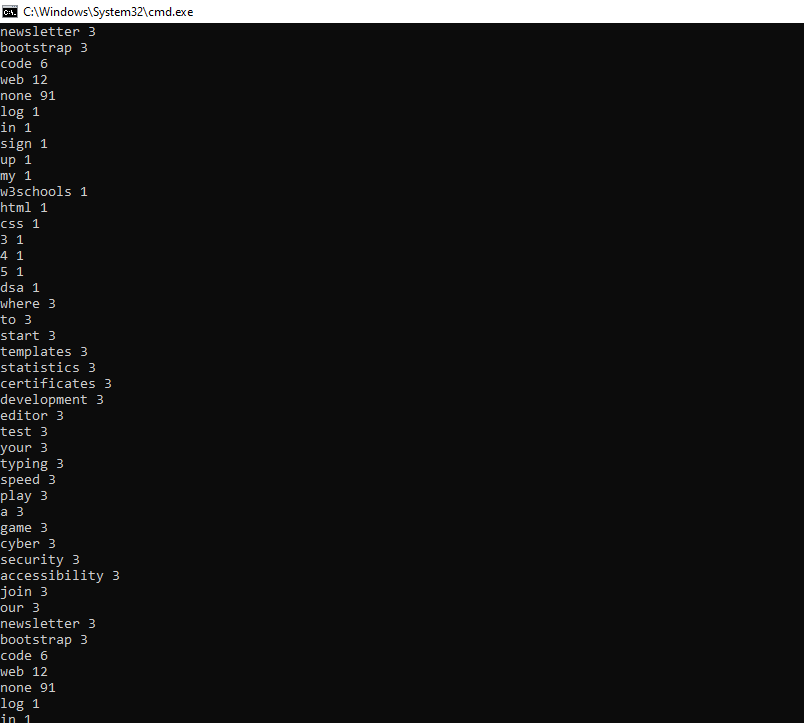 C:\Windows\System32\cmd.exe
newsletter 3
bootstrap 3
code 6
web 12
none 91
log 1
in 1
sign 1
up 1
my 1
w3schools 1
html 1
css 1
3 1
4 1
5 1
dsa 1
where 3
to 3
start 3
templates 3
statistics 3
certificates 3
development 3
editor 3
test 3
your 3
typing 3
speed 3
play 3
a 3
game 3
cyber 3
security 3
accessibility 3
join 3
our 3
newsletter 3
bootstrap 3
code 6
web 12
none 91
log 1
in 1